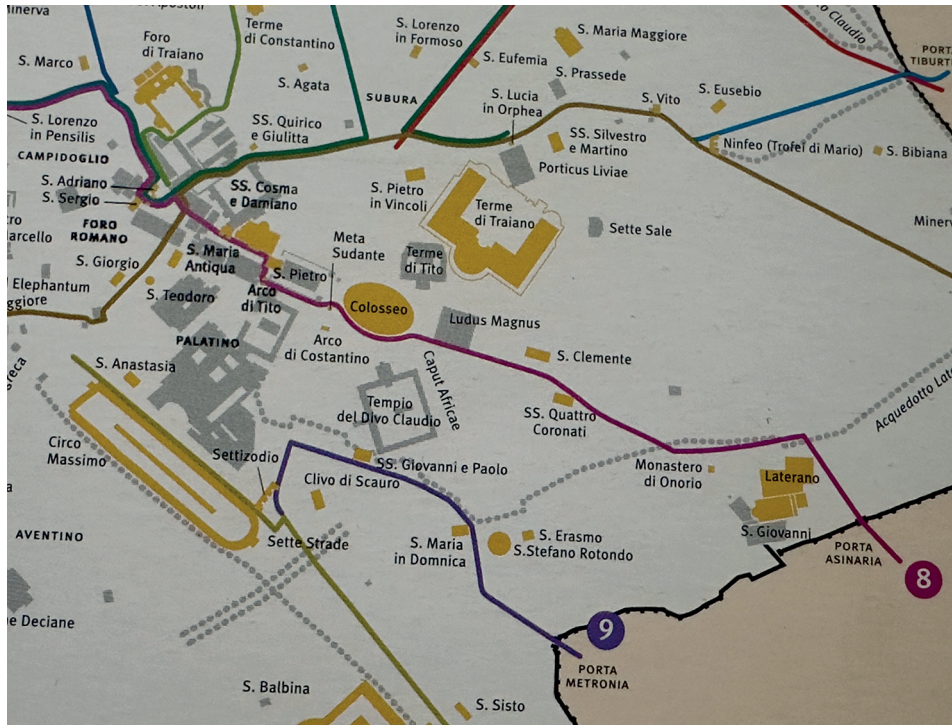 Minerva
S. Marco
Foro
di Traiano
Terme
di Costantino
S. Lorenzo
in Formoso
S. Maria Maggiore
Claudio
PORTA
S. Eufemia
S. Prassede
S. Agata
SUBURA
S. Lucia
in Orphea
S. Vito
S. Eusebio
S. Lorenzo
in Pensilis
SS. Quirico
e Giulitta
SS. Silvestro
e Martino
Ninfeo (Trofei di Mario)
S. Bibiana
CAMPIDOGLIO
Porticus Liviae
S. Adriano
S. Sergio
SS. Cosma
e Damiano
S. Pietro
in Vincoli
Terme
di Traiano
Sette Sale
FORO
ROMANO
Meta
Sudante
S. Giorgio
S. Maria
Antiqua
S. Pietro
Terme
di Tito
Elephantum
S. Teodoro
Arco
di Tito
Colosseo
Ludus Magnus
PALATINO
Arco
di Costantino
S. Clemente
S. Anastasia
Caput Africae
SS. Quattro
Coronati
Tempio
del Divo Claudio
Circo
Massimo
Settizodio
SS. Giovanni e Paolo
Clivo di Scauro
Monastero
di Onorio
Laterano
AVENTINO
Sette Strade
S. Maria
in Domnica
S. Erasmo
S.Stefano Rotondo
S. Giovanni
PORTA
ASINARIA
8
9
PORTA
METRONIA
S. Balbina
S. Sisto